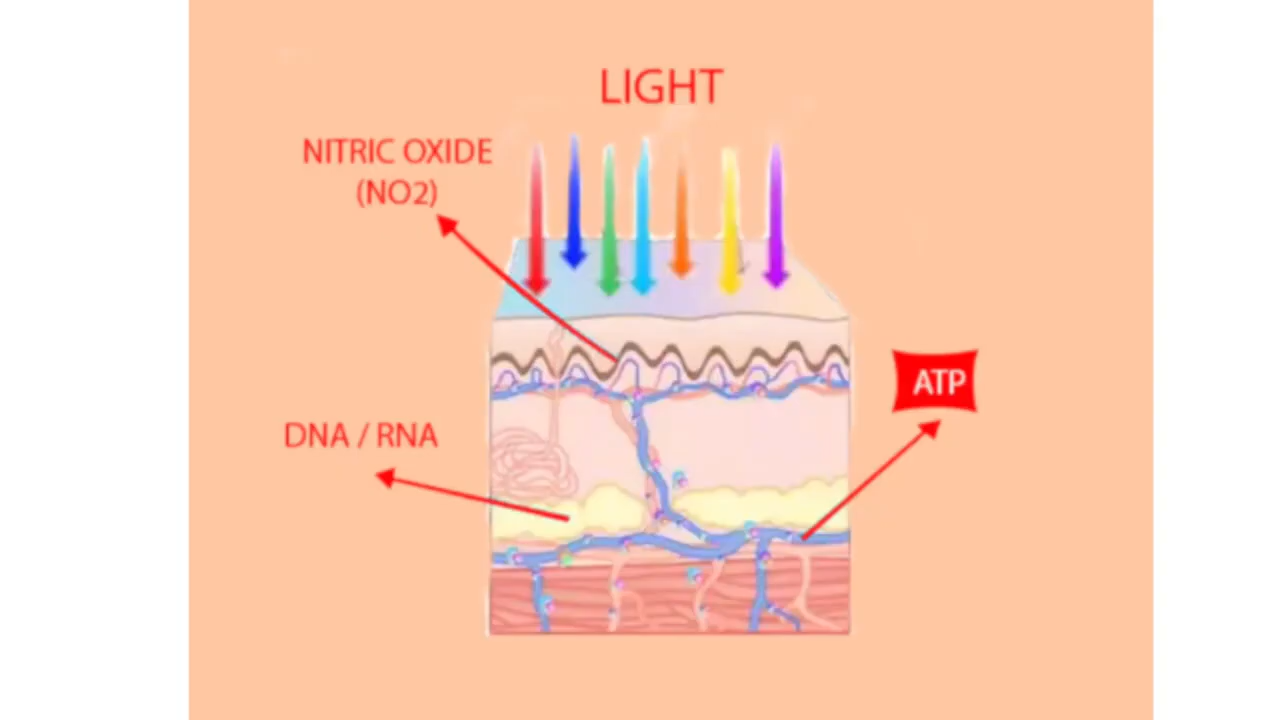 LIGHT
NITRIC OXIDE
(NO2)
ATP
DNA / RNA